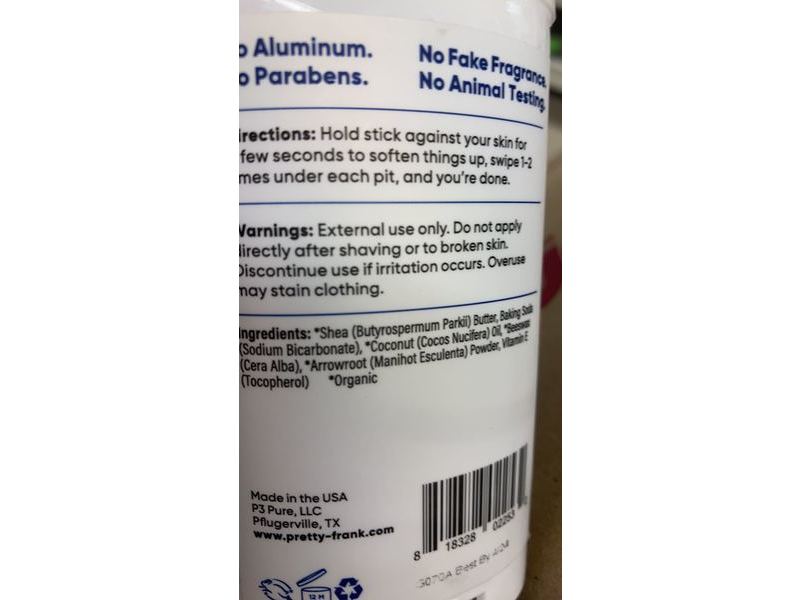 o Aluminum.
o Parabens.
No Fake Fragrance.
No Animal Testing.
irections: Hold stick against your skin for
few seconds to soften things up, swipe 1-2
mes under each pit, and you're done.
Warnings: External use only. Do not apply
directly after shaving or to broken skin.
Discontinue use if irritation occurs. Overuse
may stain clothing.
Ingredients: *Shea (Butyrospermum Parkii) Butter, Baking Soda
(Sodium Bicarbonate), *Coconut (Cocos Nucifera) Oil, *Beeswax
(Cera Alba), *Arrowroot (Manihot Esculenta) Powder, Vitamin E
(Tocopherol) *Organic
Made in the USA
P3 Pure, LLC
Pflugerville, TX
www.pretty-frank.com
8 18328 02253
12 M
Best By